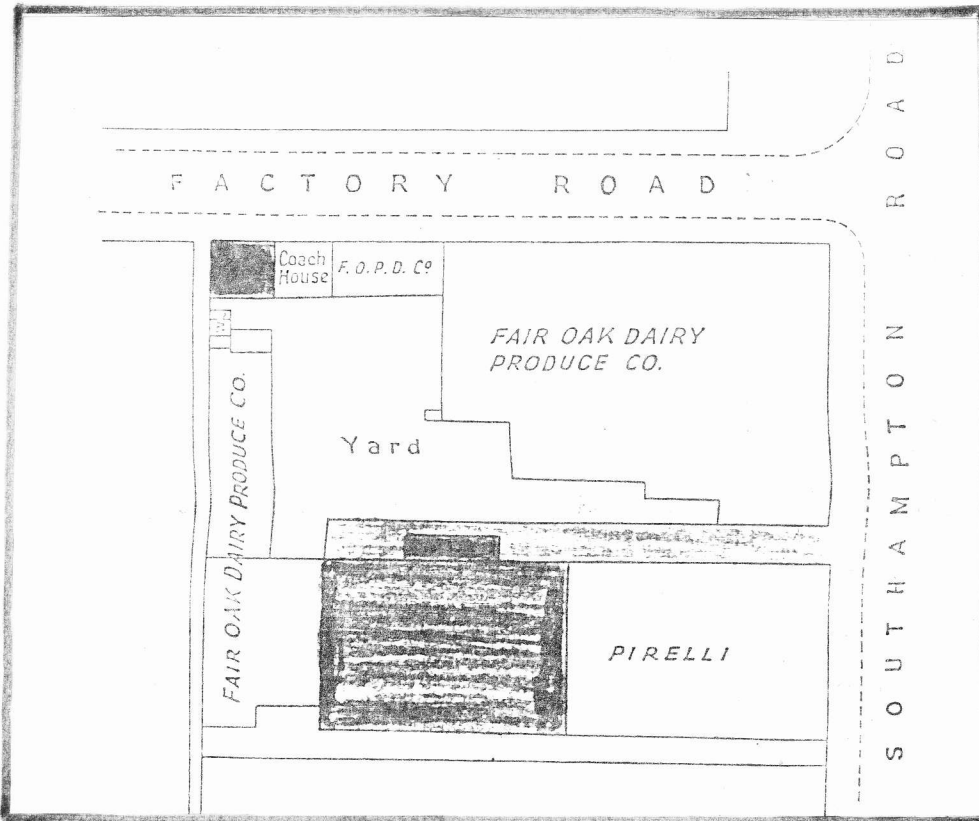 FACTORY ROAD
SOUTHAMPTON ROAD
Coach
House
F.O.P.D. Cº
FAIR OAK DAIRY
PRODUCE CO.
Yard
FAIR OAK DAIRY PRODUCE CO.
PIRELLI